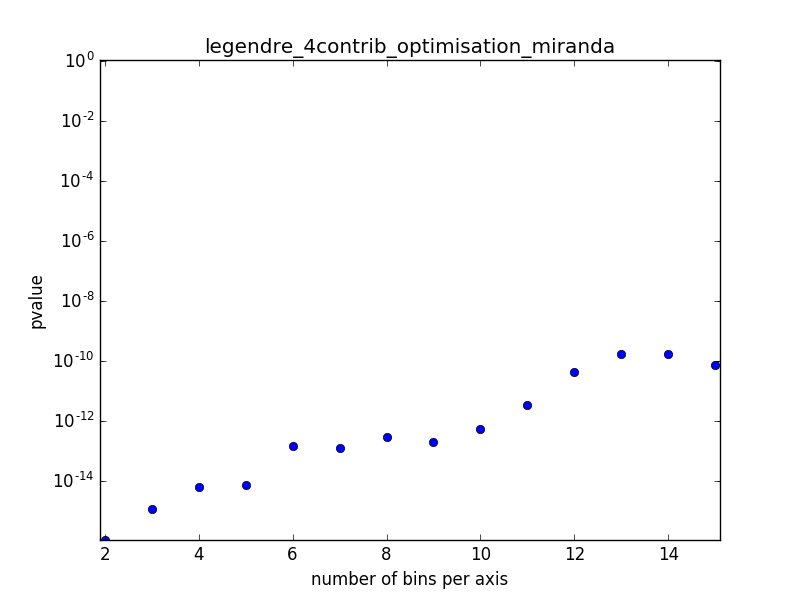 legendre_4contrib_optimisation_miranda
10^0
10^-2
10^-4
10^-6
10^-8
10^-10
10^-12
10^-14
pvalue
2 4 6 8 10 12 14
number of bins per axis